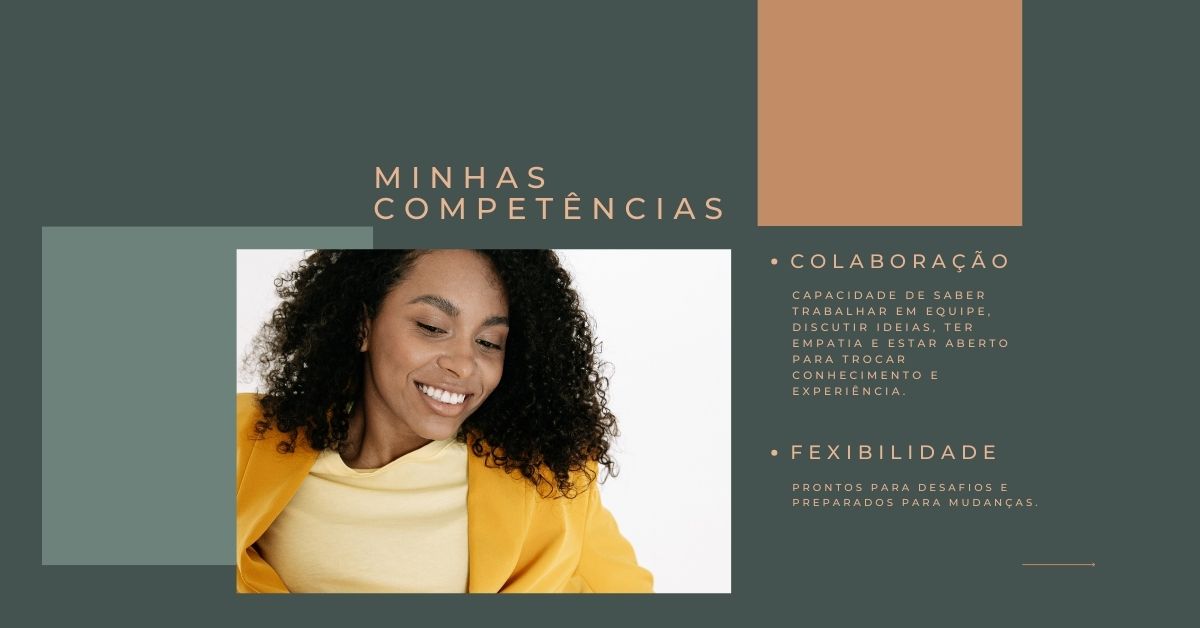 MINHAS
COMPETÊNCIAS
• COLABORAÇÃO
CAPACIDADE DE SABER
TRABALHAR EM EQUIPE,
DISCUTIR IDEIAS, TER
EMPATIA E ESTAR ABERTO
PARA TROCAR
CONHECIMENTO E
EXPERIÊNCIA.
• FEXIBILIDADE
PRONTOS PARA DESAFIOS E
PREPARADOS PARA MUDANÇAS.